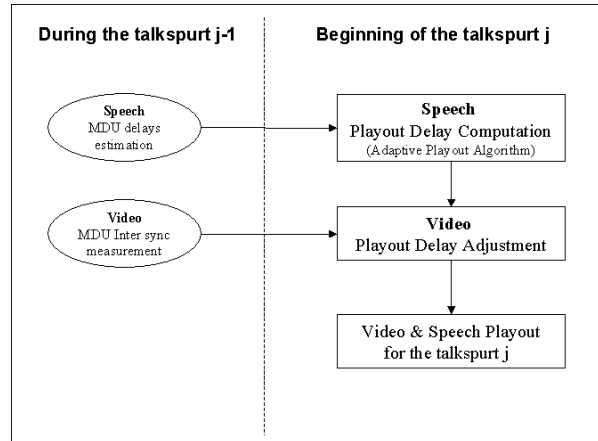 During the talkspurt j-1
Beginning of the talkspurt j
Speech
MDU delays
estimation
Speech
Playout Delay Computation
(Adaptive Playout Algorithm)
Video
MDU Inter sync
measurement
Video
Playout Delay Adjustment
Video & Speech Playout
for the talkspurt j